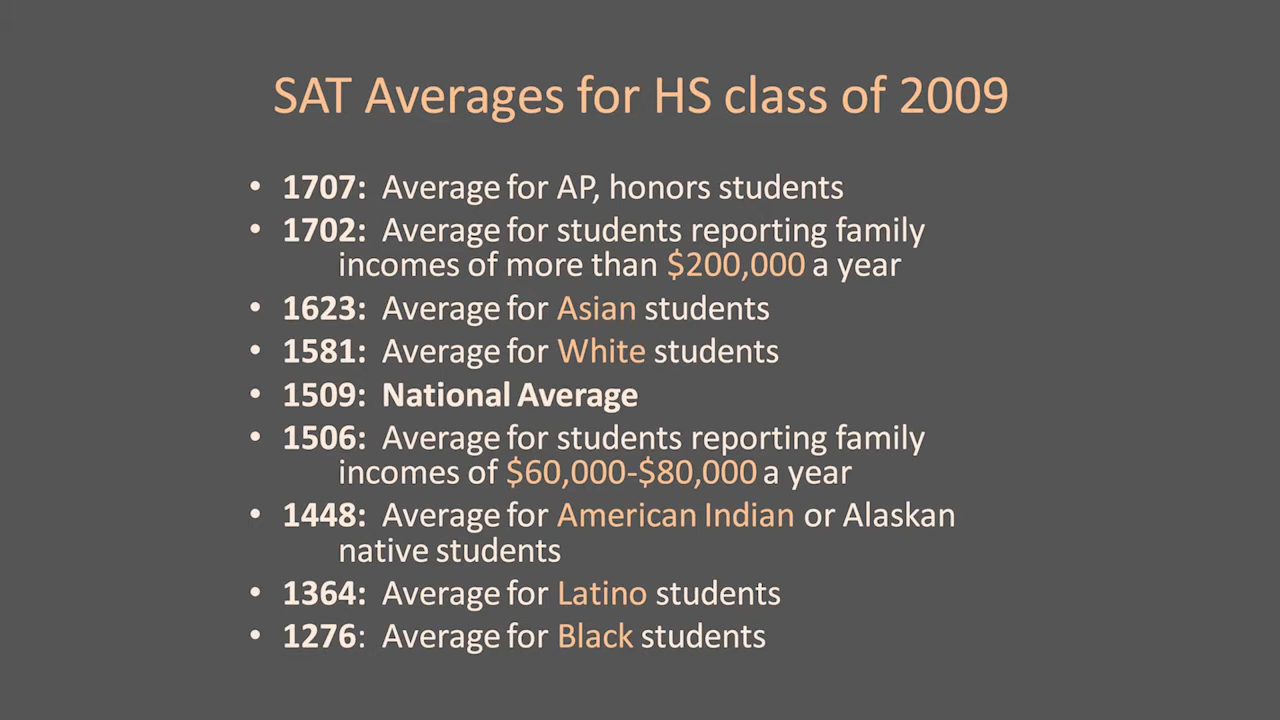 SAT Averages for HS class of 2009
• 1707: Average for AP, honors students
• 1702: Average for students reporting family
incomes of more than $200,000 a year
• 1623: Average for Asian students
• 1581: Average for White students
• 1509: National Average
• 1506: Average for students reporting family
incomes of $60,000-$80,000 a year
• 1448: Average for American Indian or Alaskan
native students
• 1364: Average for Latino students
• 1276: Average for Black students